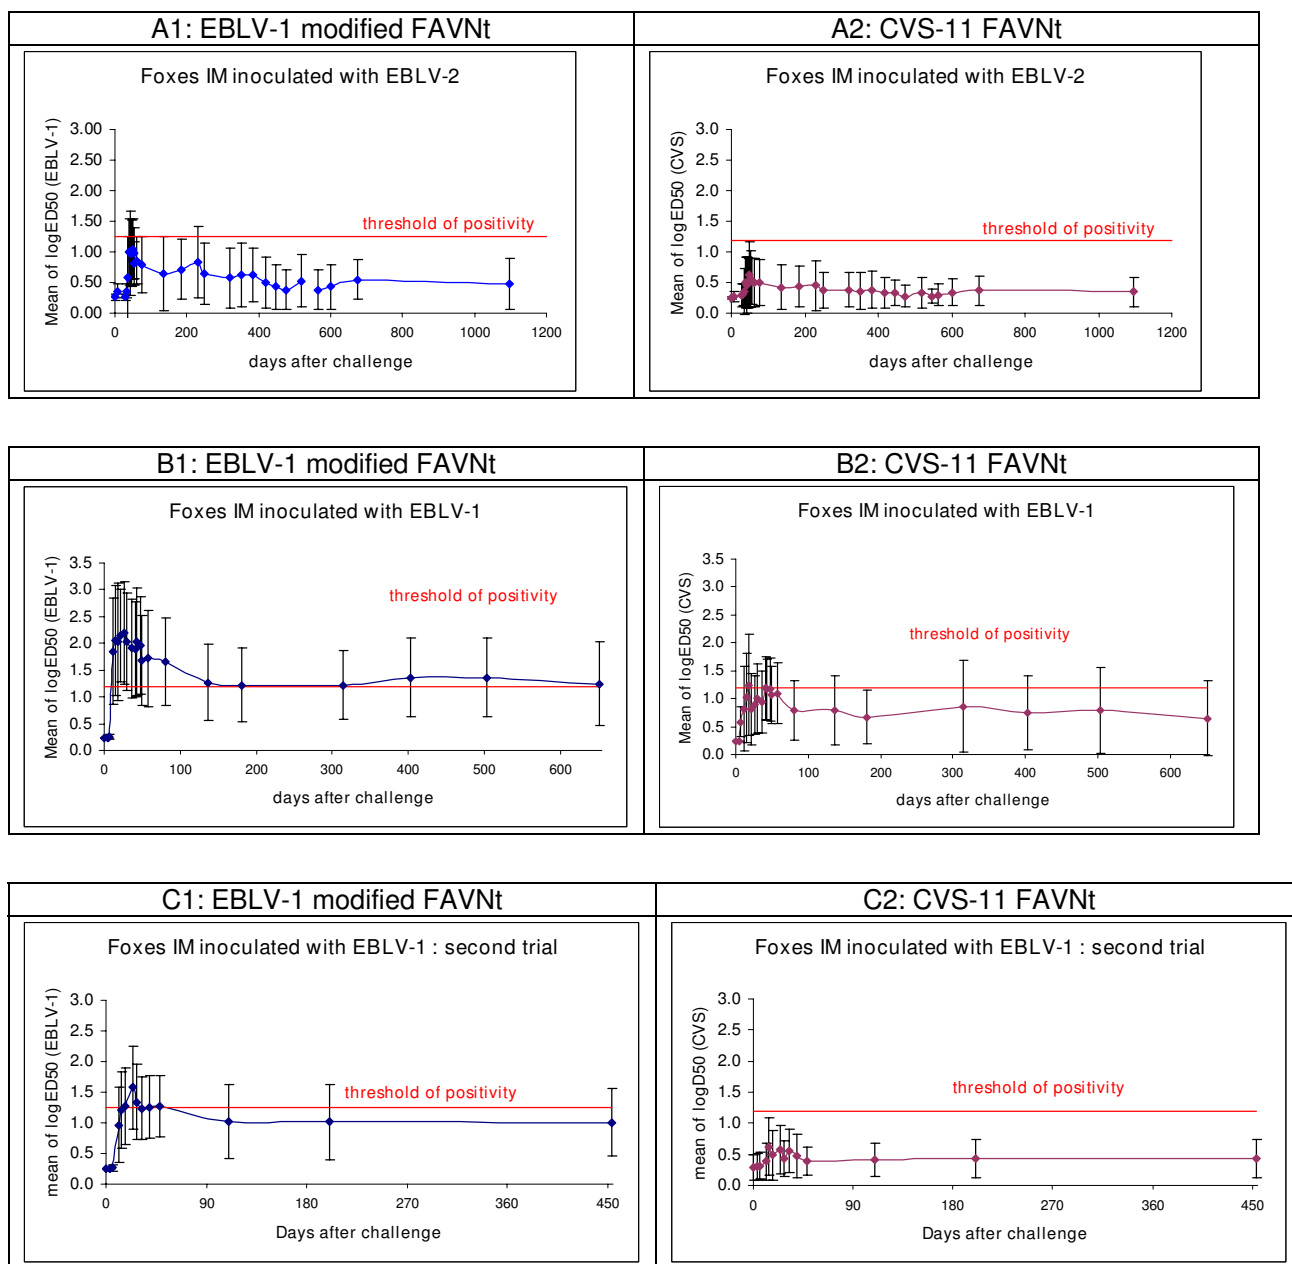 A1: EBLV-1 modified FAVNt
A2: CVS-11 FAVNt
Foxes IM inoculated with EBLV-2
Mean of logED50 (EBLV-1)
3.00
2.50
2.00
1.50
1.00
0.50
0.00
threshold of positivity
0 200 400 600 800 1000 1200
days after challenge
Foxes IM inoculated with EBLV-2
Mean of logED50 (CVS)
3.0
2.5
2.0
1.5
1.0
0.5
0.0
threshold of positivity
0 200 400 600 800 1000 1200
days after challenge
B1: EBLV-1 modified FAVNt
B2: CVS-11 FAVNt
Foxes IM inoculated with EBLV-1
Mean of logED50 (EBLV-1)
3.5
3.0
2.5
2.0
1.5
1.0
0.5
0.0
threshold of positivity
0 100 200 300 400 500 600
days after challenge
Foxes IM inoculated with EBLV-1
Mean of logED50 (CVS)
3.5
3.0
2.5
2.0
1.5
1.0
0.5
0.0
threshold of positivity
0 100 200 300 400 500 600
days after challenge
C1: EBLV-1 modified FAVNt
C2: CVS-11 FAVNt
Foxes IM inoculated with EBLV-1 : second trial
mean of logED50 (EBLV-1)
3.0
2.5
2.0
1.5
1.0
0.5
0.0
threshold of positivity
0 90 180 270 360 450
Days after challenge
Foxes IM inoculated with EBLV-1 : second trial
mean of logD50 (CVS)
3.0
2.5
2.0
1.5
1.0
0.5
0.0
threshold of positivity
0 90 180 270 360 450
Days after challenge